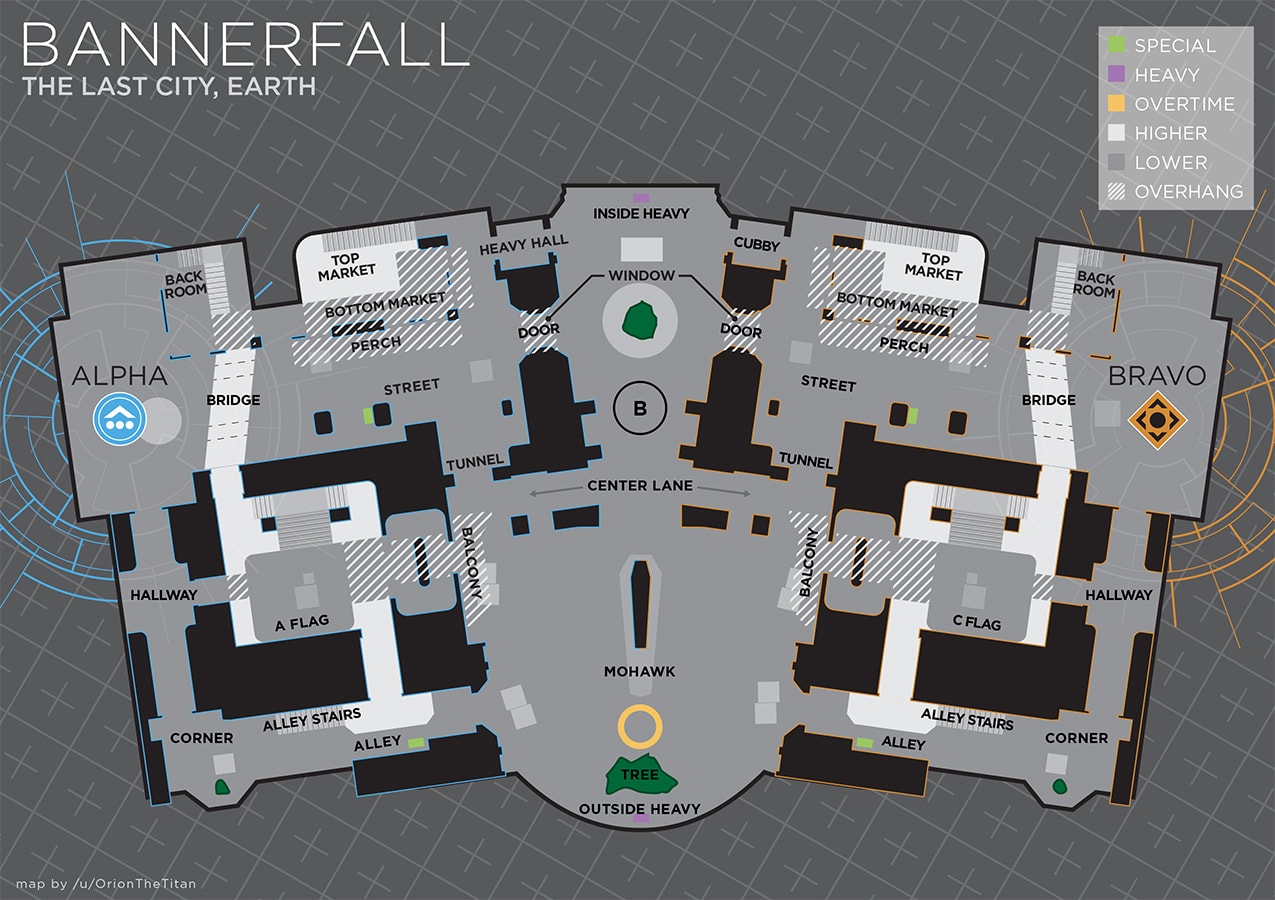 BANNERFALL
THE LAST CITY, EARTH
SPECIAL
HEAVY
OVERTIME
HIGHER
LOWER
OVERHANG
INSIDE HEAVY
HEAVY HALL
CUBBY
TOP
MARKET
TOP
MARKET
BACK
ROOM
BACK
ROOM
WINDOW
BOTTOM MARKET
BOTTOM MARKET
DOOR
DOOR
PERCH
PERCH
ALPHA
BRAVO
STREET
STREET
BRIDGE
BRIDGE
B
TUNNEL
TUNNEL
CENTER LANE
BALCONY
BALCONY
HALLWAY
HALLWAY
A FLAG
C FLAG
MOHAWK
ALLEY STAIRS
ALLEY STAIRS
CORNER
CORNER
ALLEY
ALLEY
TREE
OUTSIDE HEAVY
map by /u/OrionTheTitan